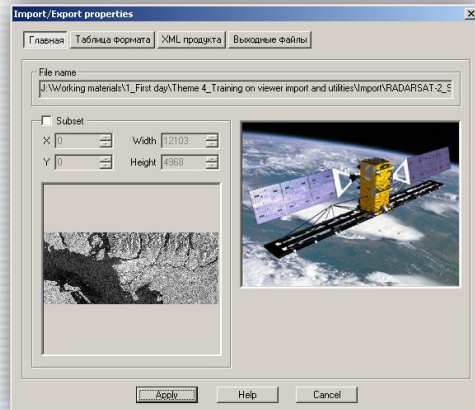 Import/Export properties
Главная Таблица формата XML продукта Выходные файлы
File name
J:\Working materials\1_First day\Theme 4_Training on viewer import and utilities\Import\RADARSAT-2_S
Subset
X 0 Width 12103
Y 0 Height 4968
Apply Help Cancel